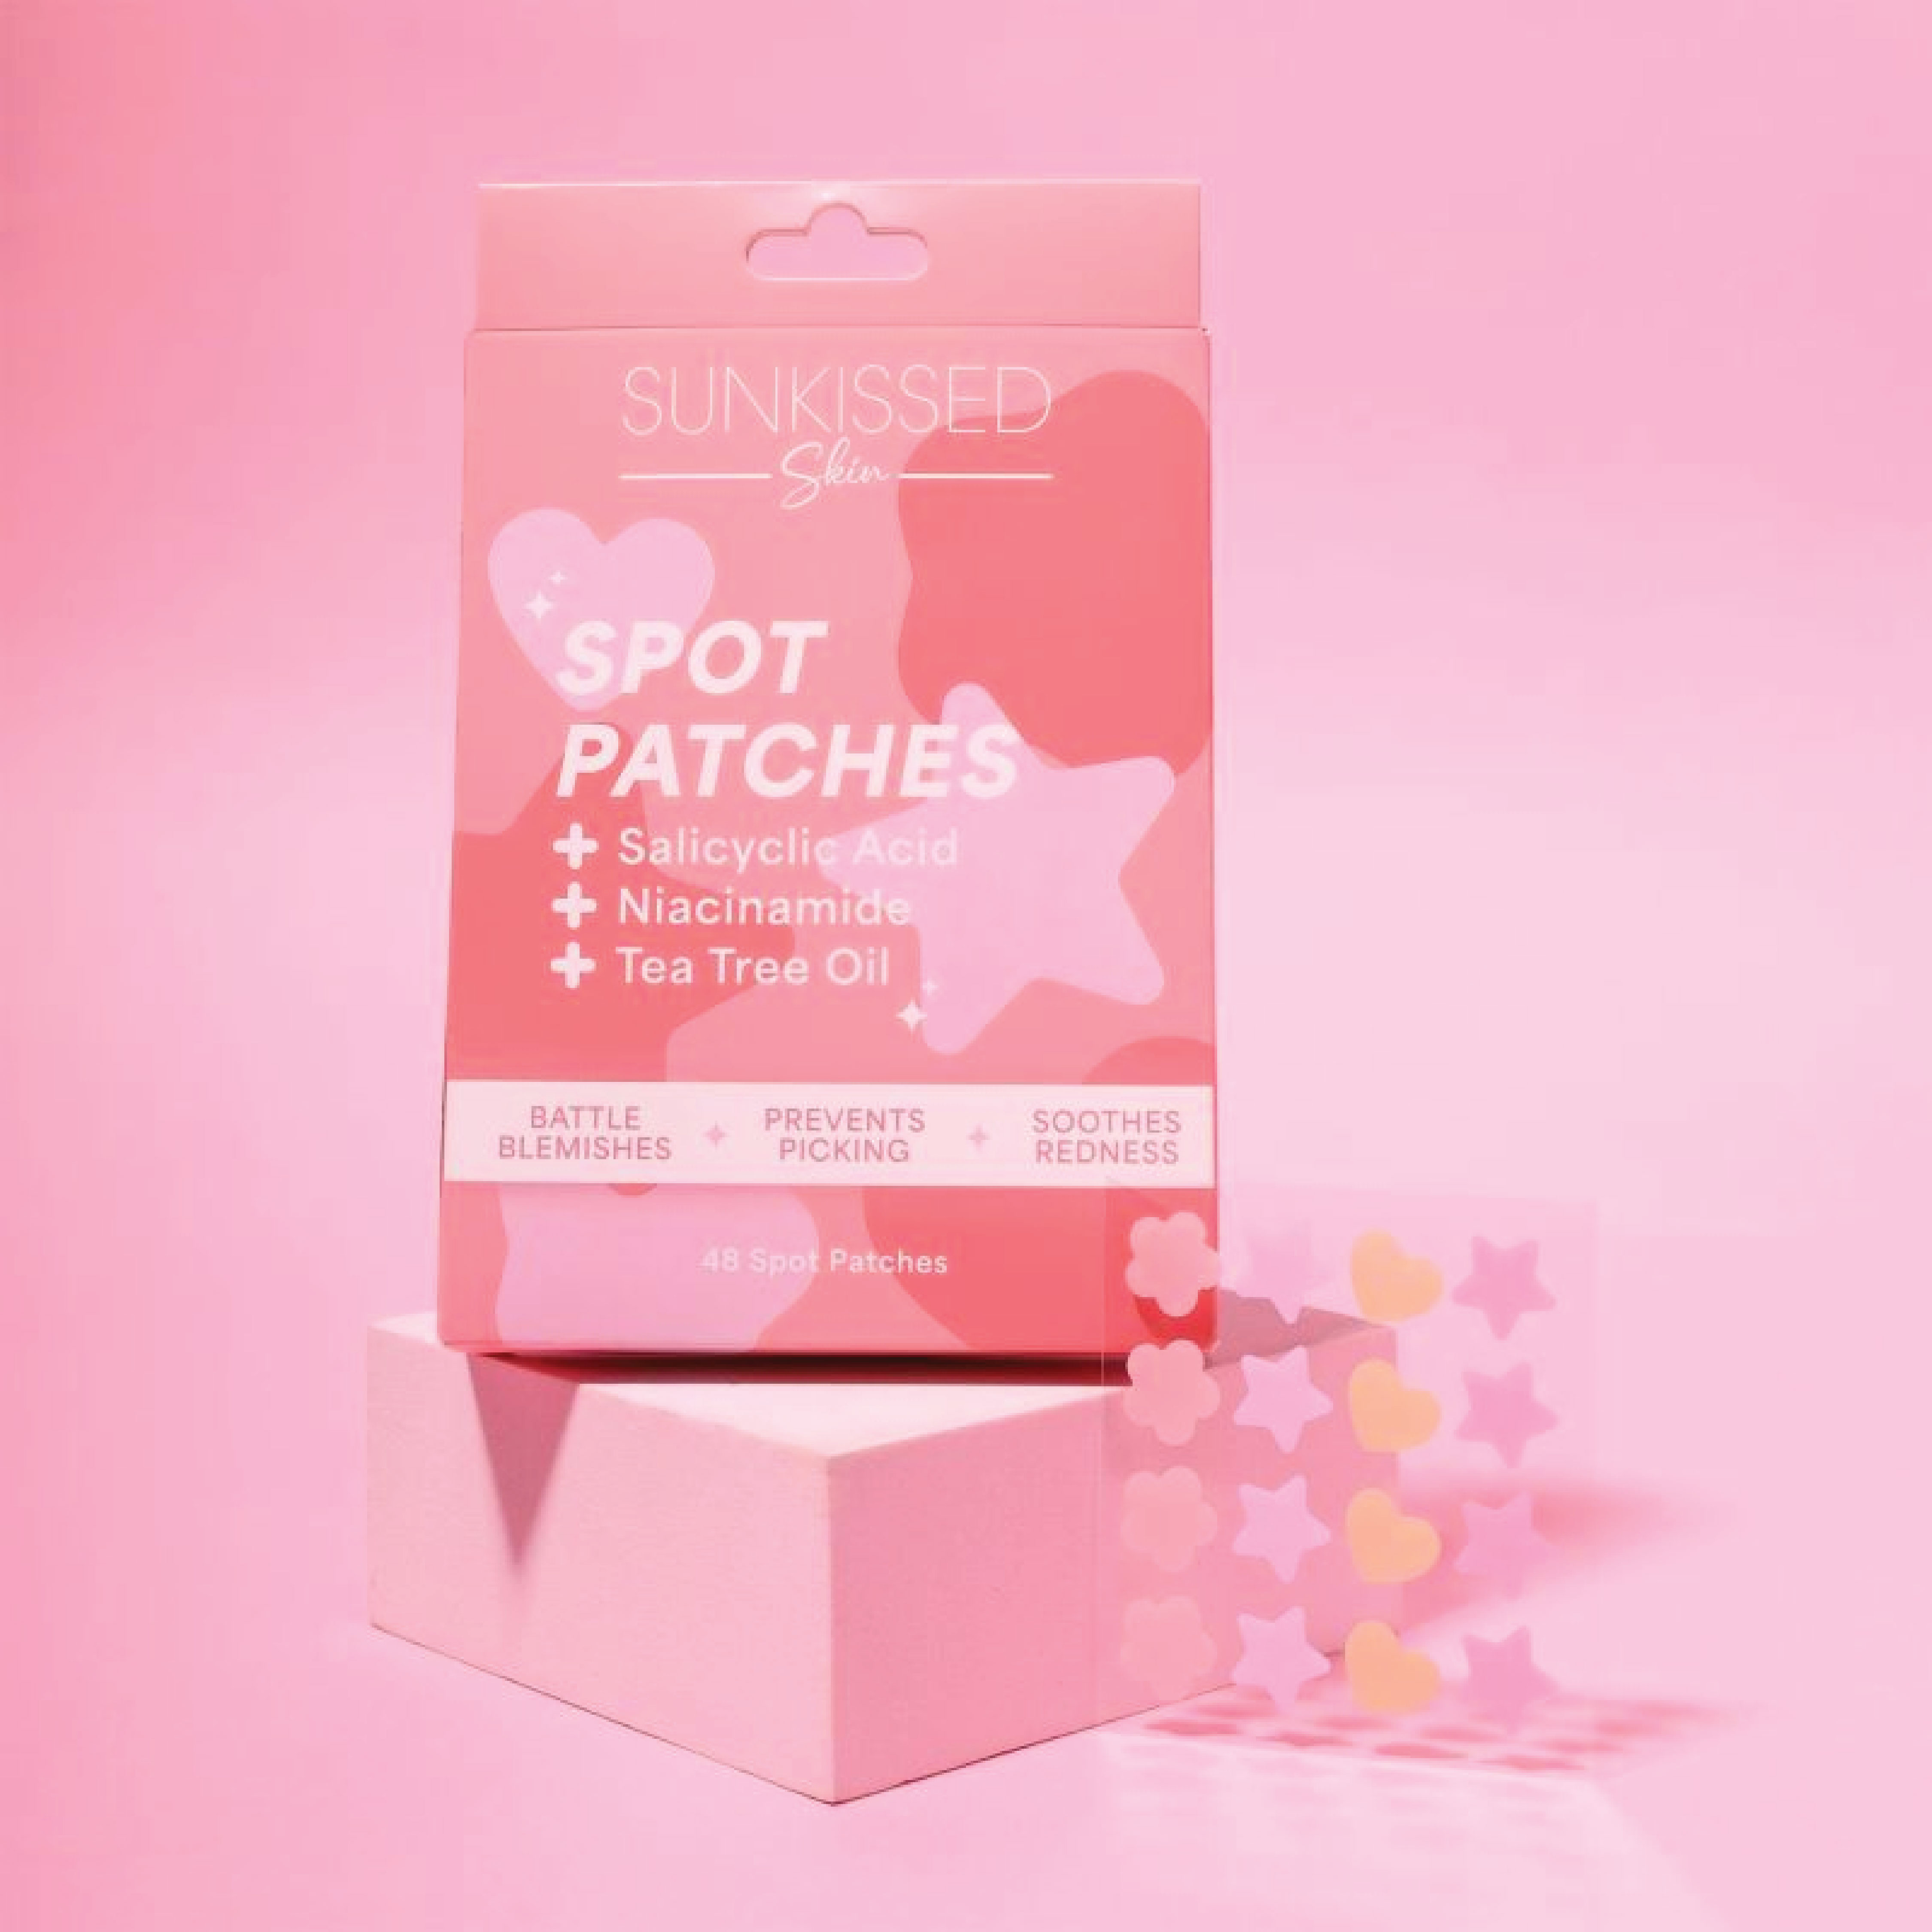 SUNKISSED
Skin
SPOT
PATCHES
Salicyclic Acid
Niacinamide
Tea Tree Oil
BATTLE
BLEMISHES
PREVENTS
PICKING
SOOTHES
REDNESS
48 Spot Patches